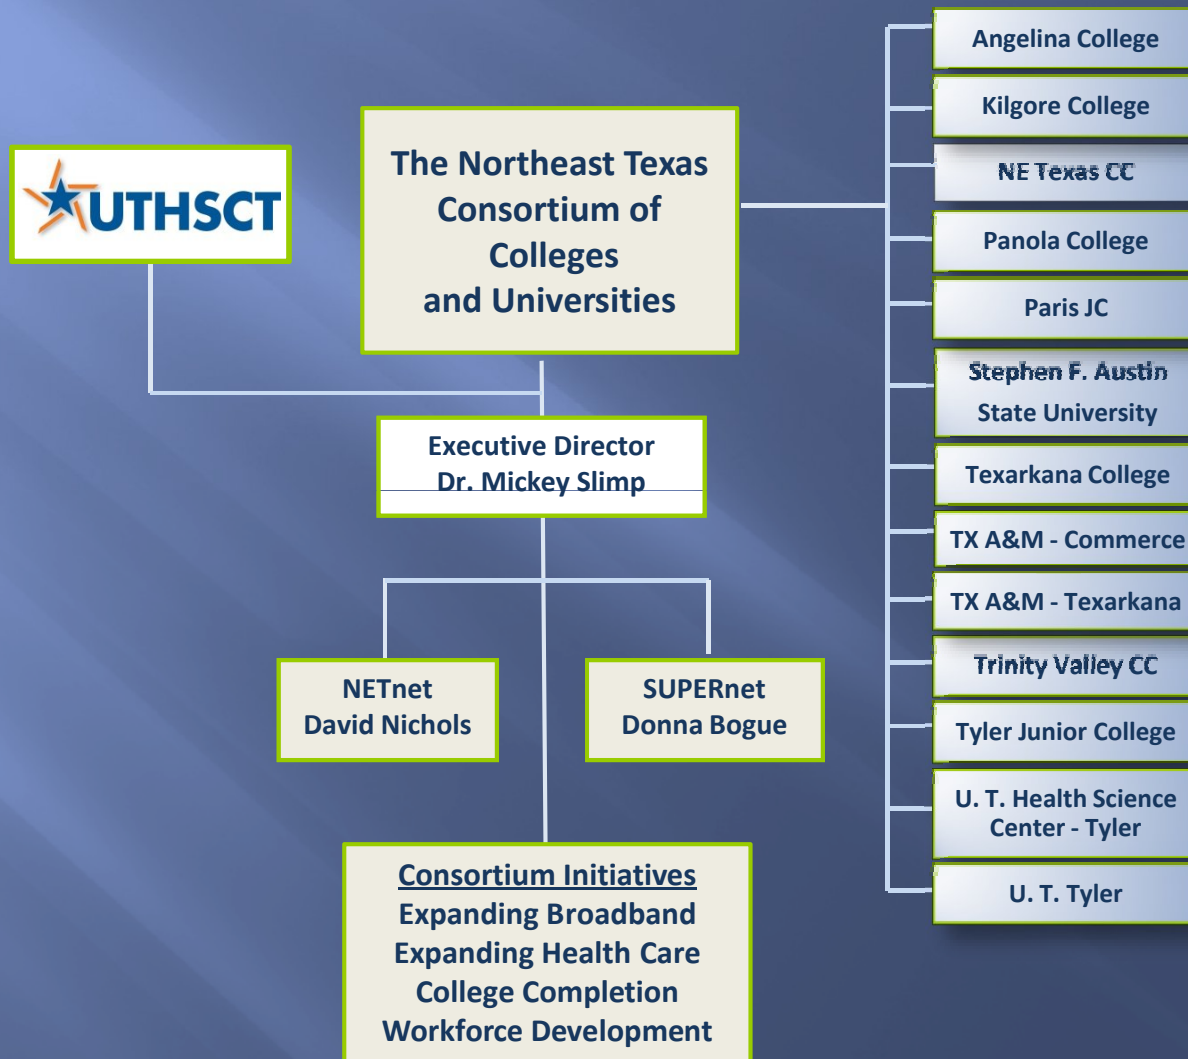 UTHSCT
The Northeast Texas
Consortium of
Colleges
and Universities
Executive Director
Dr. Mickey Slimp
NETnet
David Nichols
SUPERnet
Donna Bogue
Consortium Initiatives
Expanding Broadband
Expanding Health Care
College Completion
Workforce Development
Angelina College
Kilgore College
NE Texas CC
Panola College
Paris JC
Stephen F. Austin
State University
Texarkana College
TX A&M - Commerce
TX A&M - Texarkana
Trinity Valley CC
Tyler Junior College
U. T. Health Science
Center - Tyler
U. T. Tyler